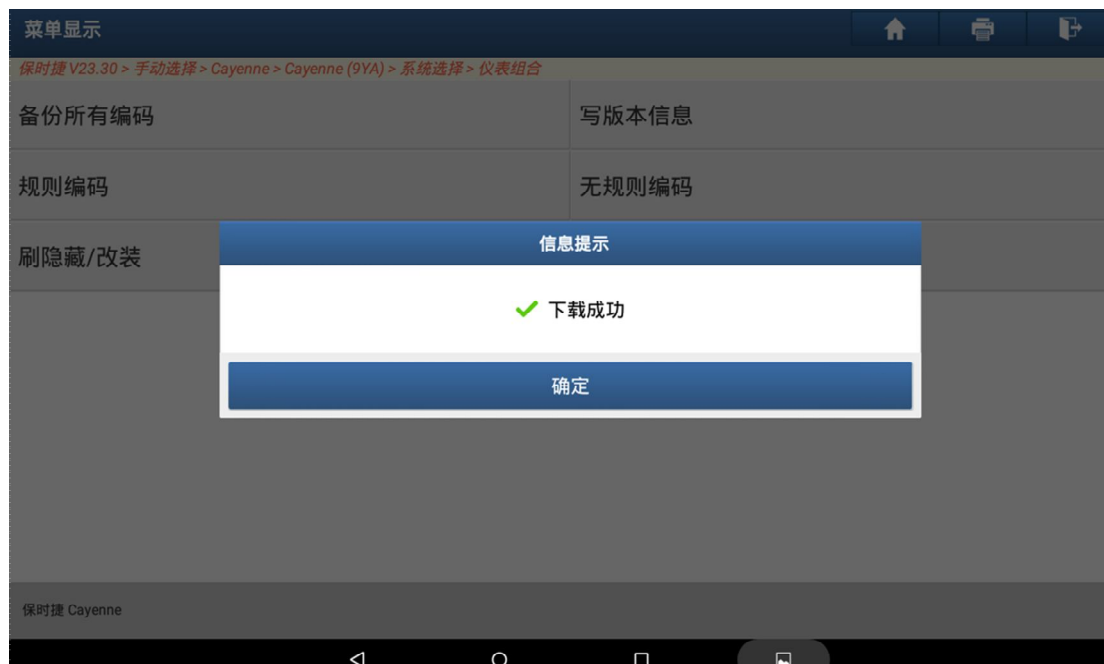 菜单显示
保时捷 V23.30 > 手动选择 > Cayenne > Cayenne (9YA) > 系统选择 > 仪表组合
备份所有编码
写版本信息
规则编码
无规则编码
刷隐藏/改装
信息提示
下载成功
确定
保时捷 Cayenne